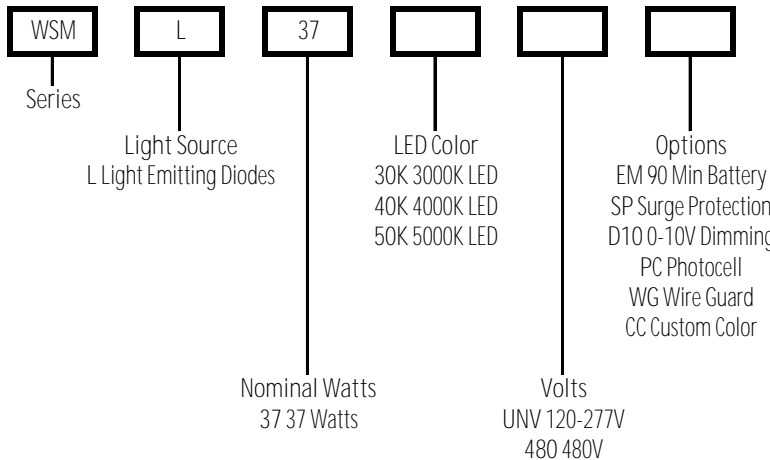 WSM
L
37
Series
Light Source
L Light Emitting Diodes
LED Color
30K 3000K LED
40K 4000K LED
50K 5000K LED
Options
EM 90 Min Battery
SP Surge Protection
D10 0-10V Dimming
PC Photocell
WG Wire Guard
CC Custom Color
Nominal Watts
37 37 Watts
Volts
UNV 120-277V
480 480V